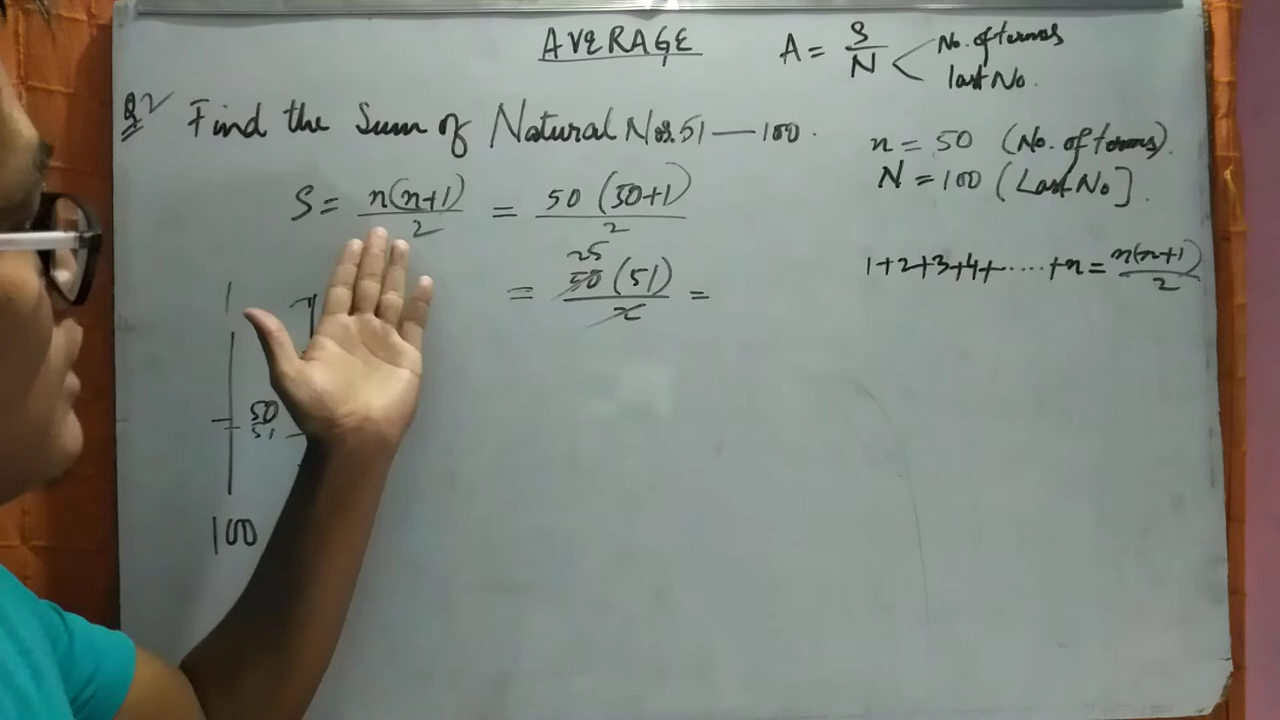 AVERAGE
A = S/N < No. of terms
last No.
Q2 Find the Sum of Natural Nos. 51 — 100.
n = 50 (No. of terms).
N = 100 (Last No].
S = n(n+1)/2 = 50 (50+1)/2
1+2+3+4+.....+n = n(n+1)/2
25
= 50 (51)/2 =
1
50
51
100